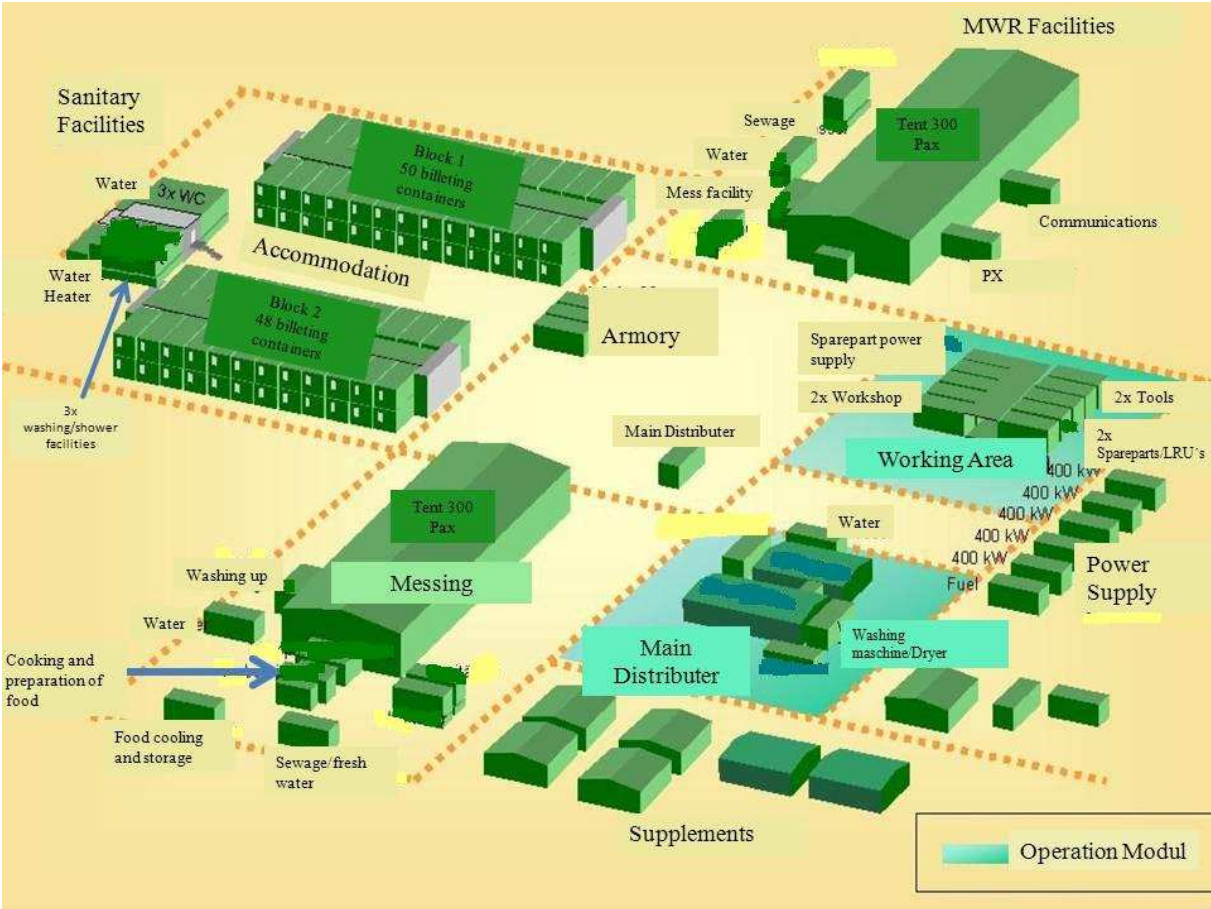 MWR Facilities
Sanitary
Facilities
Sewage
Tent 300
Pax
Block 1
50 billeting
containers
Water
Water
3x WC
Mess facility
Communications
Accommodation
PX
Water
Heater
Block 2
48 billeting
containers
Armory
Sparepart power
supply
2x Workshop
2x Tools
3x
washing/shower
facilities
Main Distributer
2x
Spareparts/LRU's
Working Area
400 kW
400 kW
400 kW
400 kW
400 kW
Fuel
Power
Supply
Tent 300
Pax
Water
Washing up
Messing
Water
Washing
maschine/Dryer
Main
Distributer
Cooking and
preparation of
food
Food cooling
and storage
Sewage/fresh
water
Supplements
Operation Modul